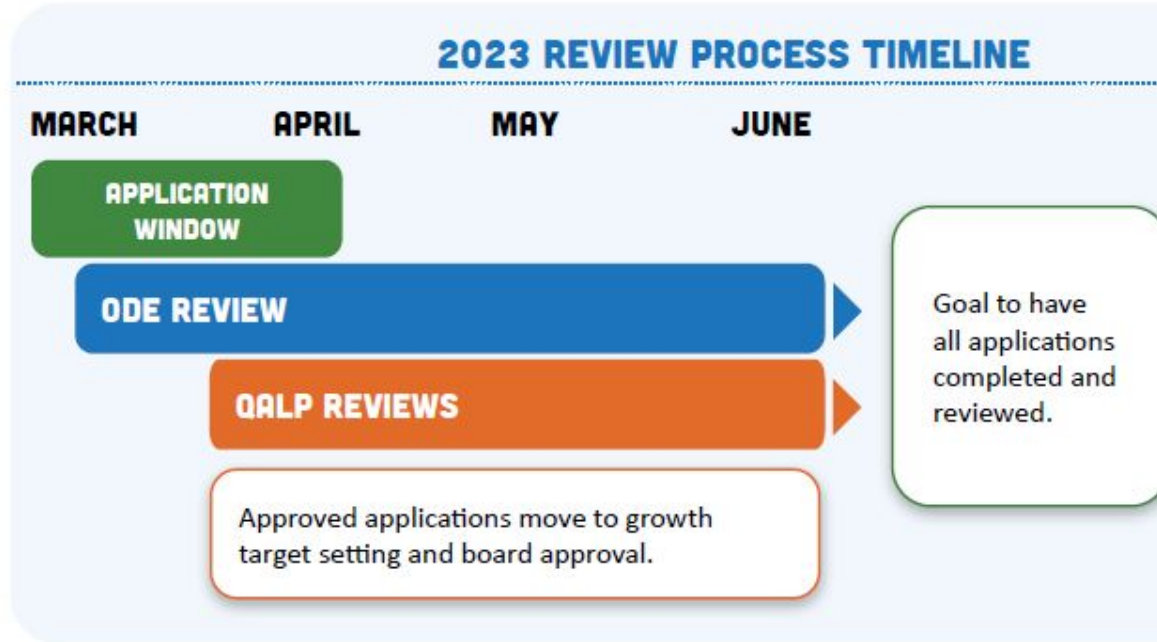 2023 REVIEW PROCESS TIMELINE
MARCH APRIL MAY JUNE
APPLICATION
WINDOW
ODE REVIEW
QALP REVIEWS
Goal to have
all applications
completed and
reviewed.
Approved applications move to growth
target setting and board approval.